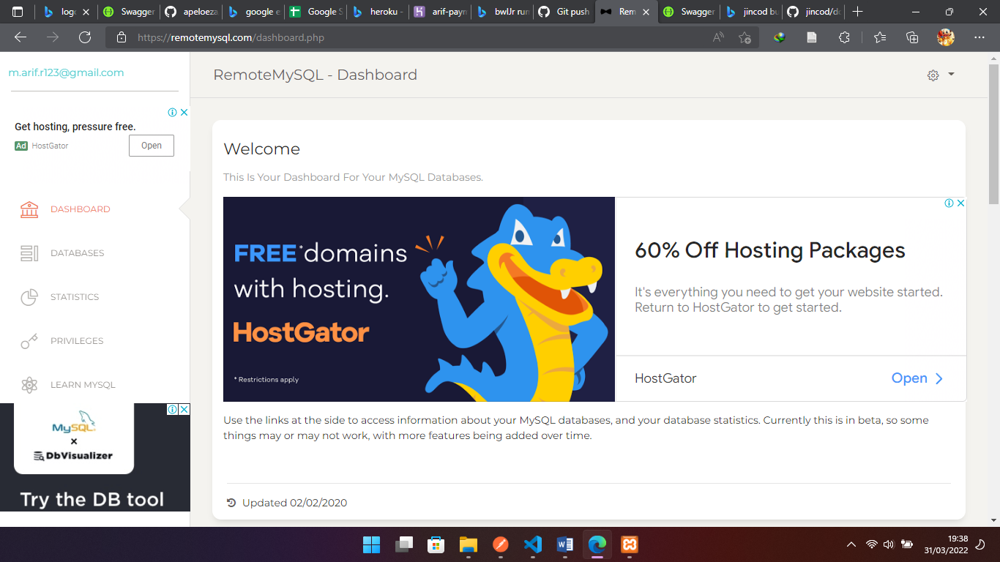 logo
Swagger
apeloeza
google e
Google S
heroku -
arif-payn
bwlJr run
Git push
Rem
Swagger
jincod bu
jincod/do
https://remotemysql.com/dashboard.php
m.arif.r123@gmail.com
RemoteMySQL - Dashboard
Get hosting, pressure free.
Ad HostGator
Open
DASHBOARD
DATABASES
STATISTICS
PRIVILEGES
LEARN MYSQL
MySQL
x
DbVisualizer
Try the DB tool
Welcome
This Is Your Dashboard For Your MySQL Databases.
FREE*domains
with hosting.
HostGator
* Restrictions apply
60% Off Hosting Packages
It's everything you need to get your website started.
Return to HostGator to get started.
HostGator
Open
Use the links at the side to access information about your MySQL databases, and your database statistics. Currently this is in beta, so some
things may or may not work, with more features being added over time.
Updated 02/02/2020
19:38
31/03/2022